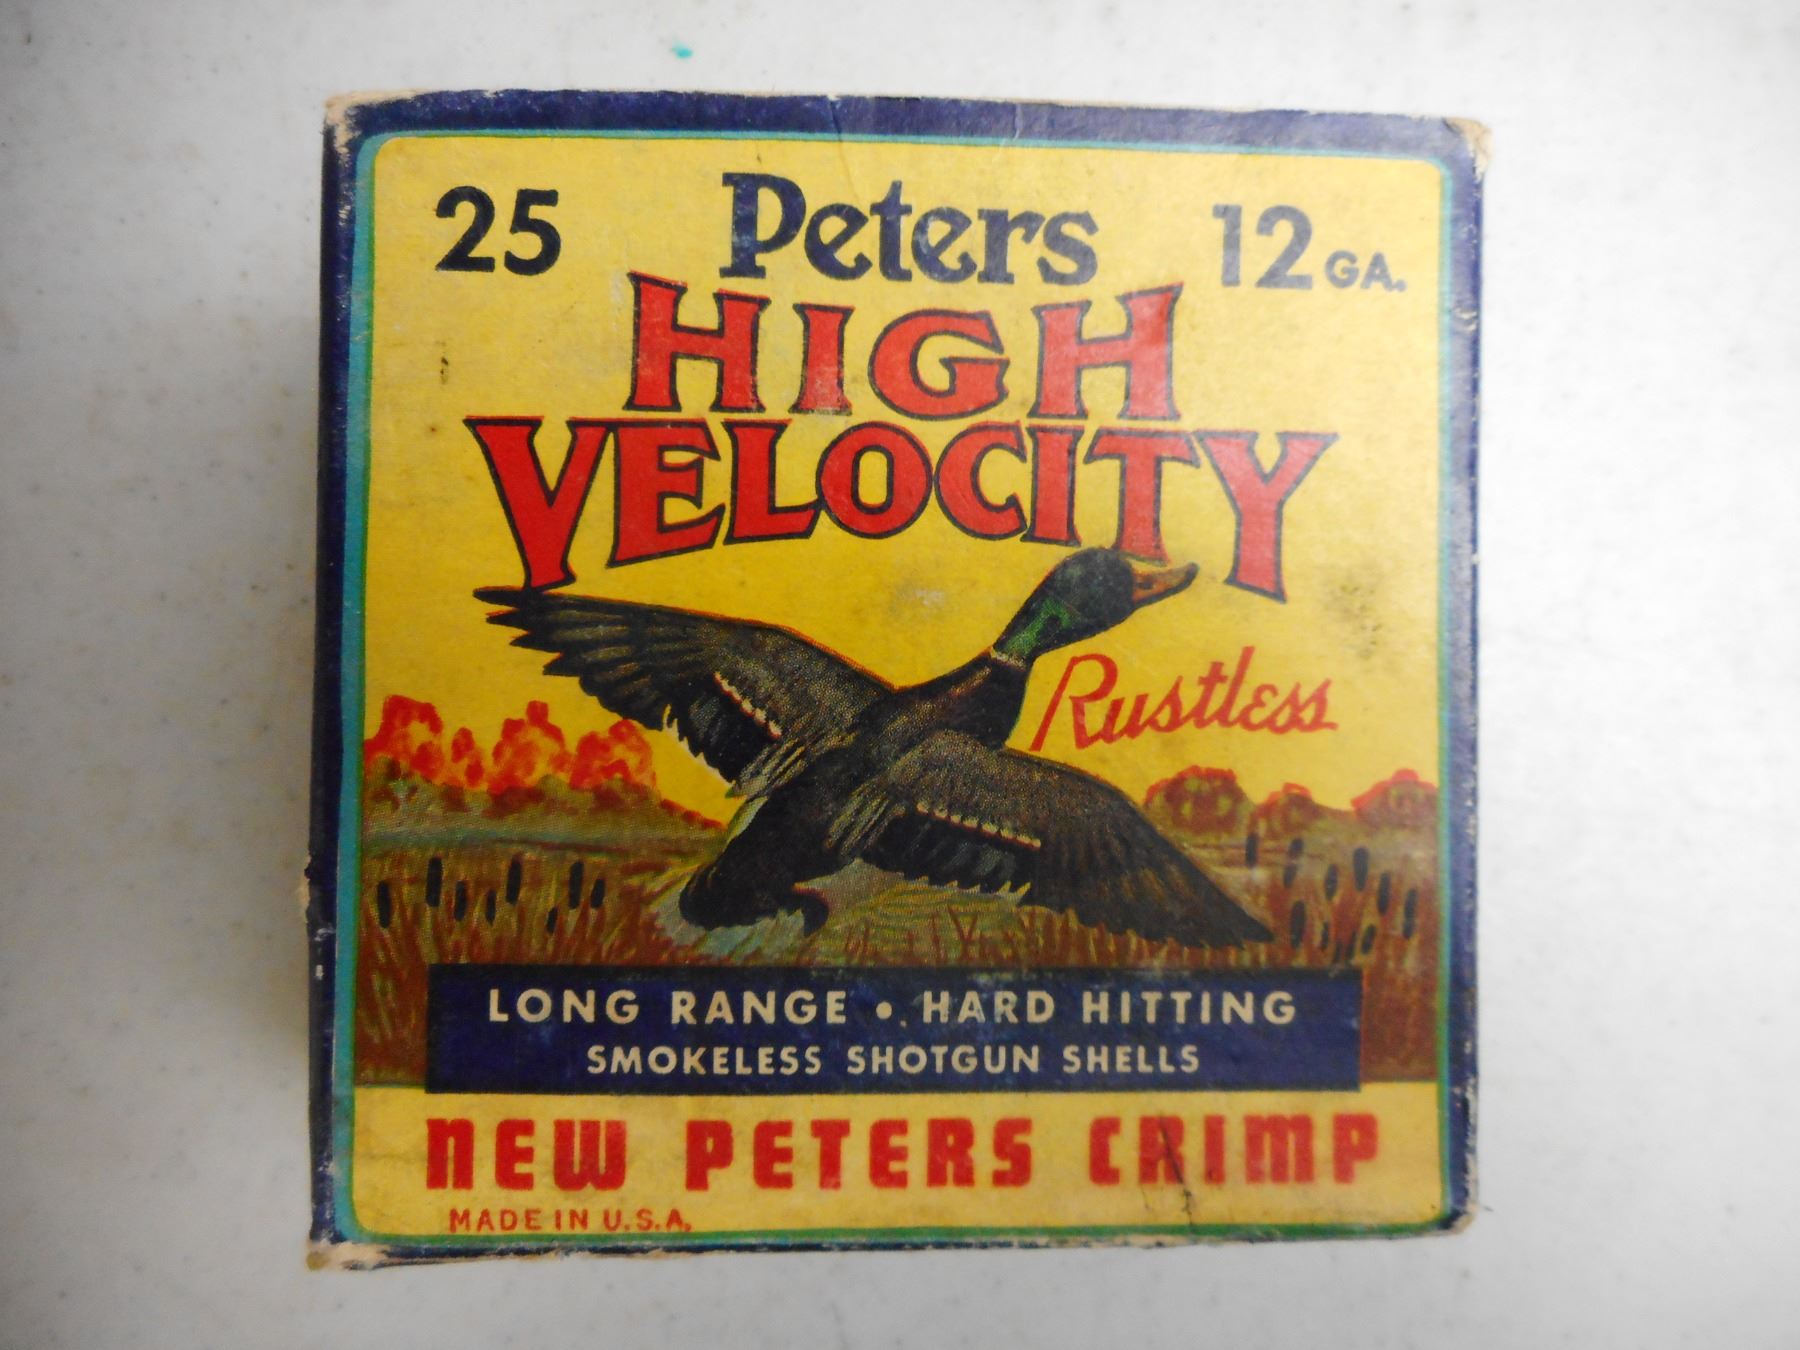 25 Peters 12 GA.
HIGH
VELOCITY
Rustless
LONG RANGE • HARD HITTING
SMOKELESS SHOTGUN SHELLS
NEW PETERS CRIMP
MADE IN U.S.A.